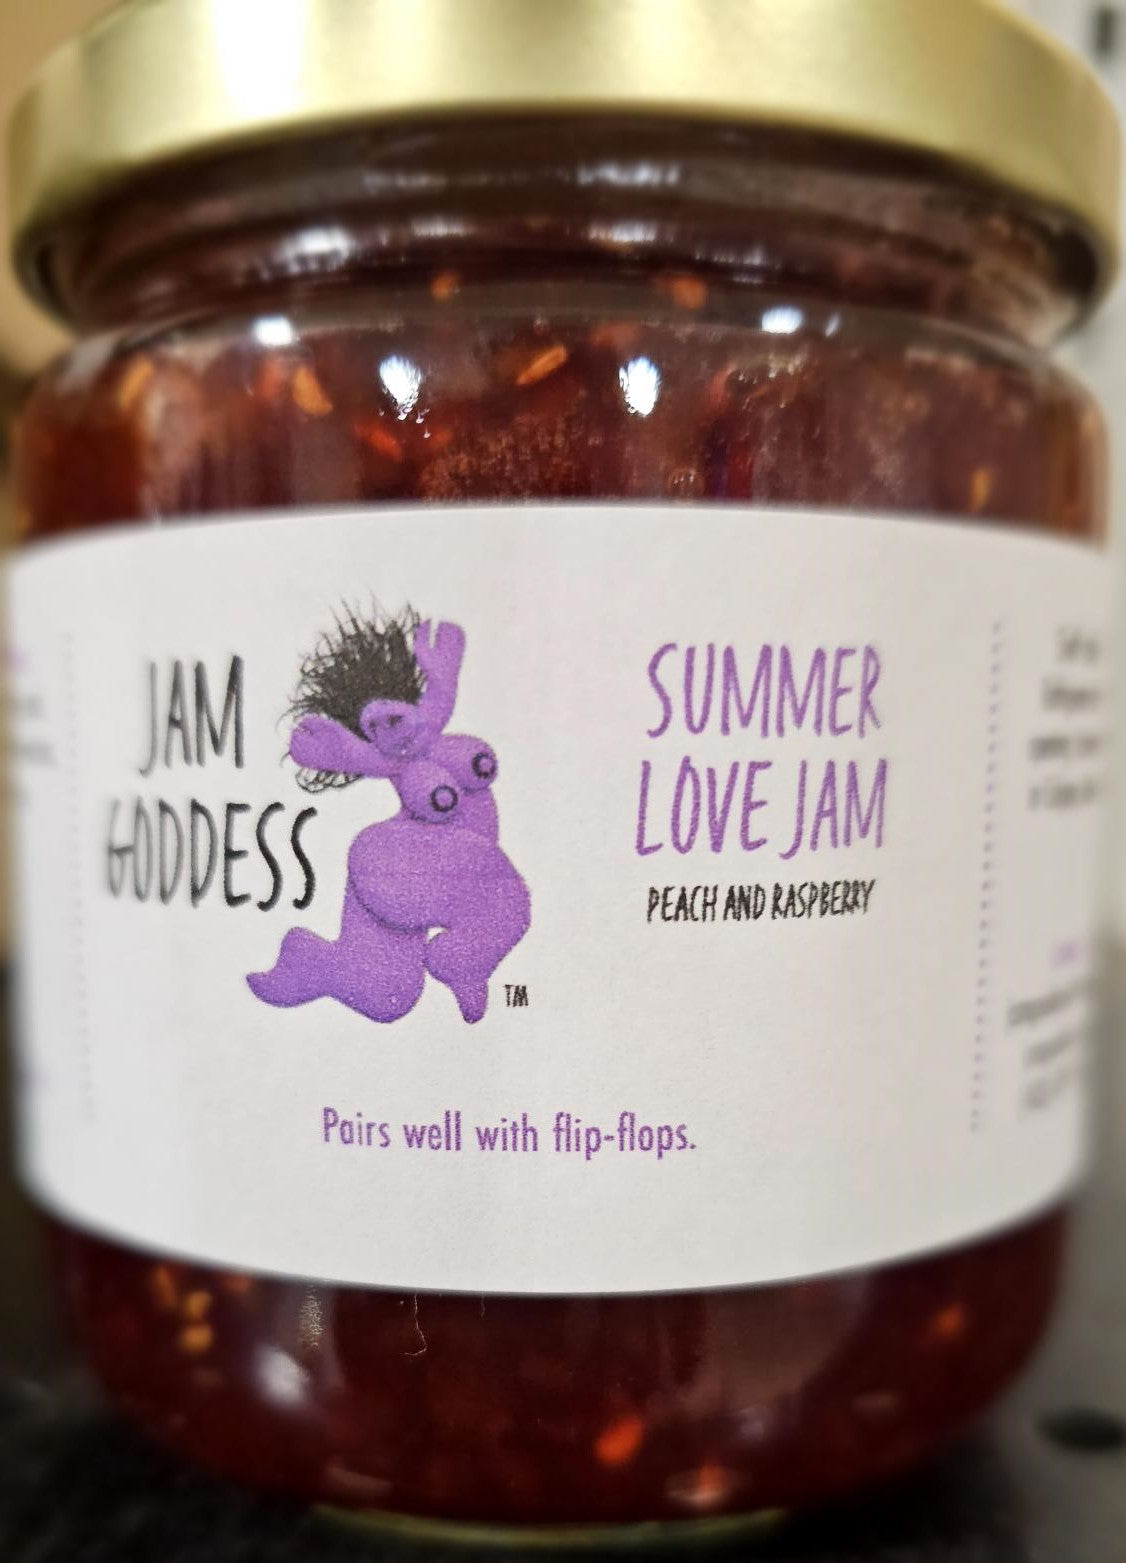 JAM
GODDESS
TM
SUMMER
LOVE JAM
PEACH AND RASPBERRY
Pairs well with flip-flops.